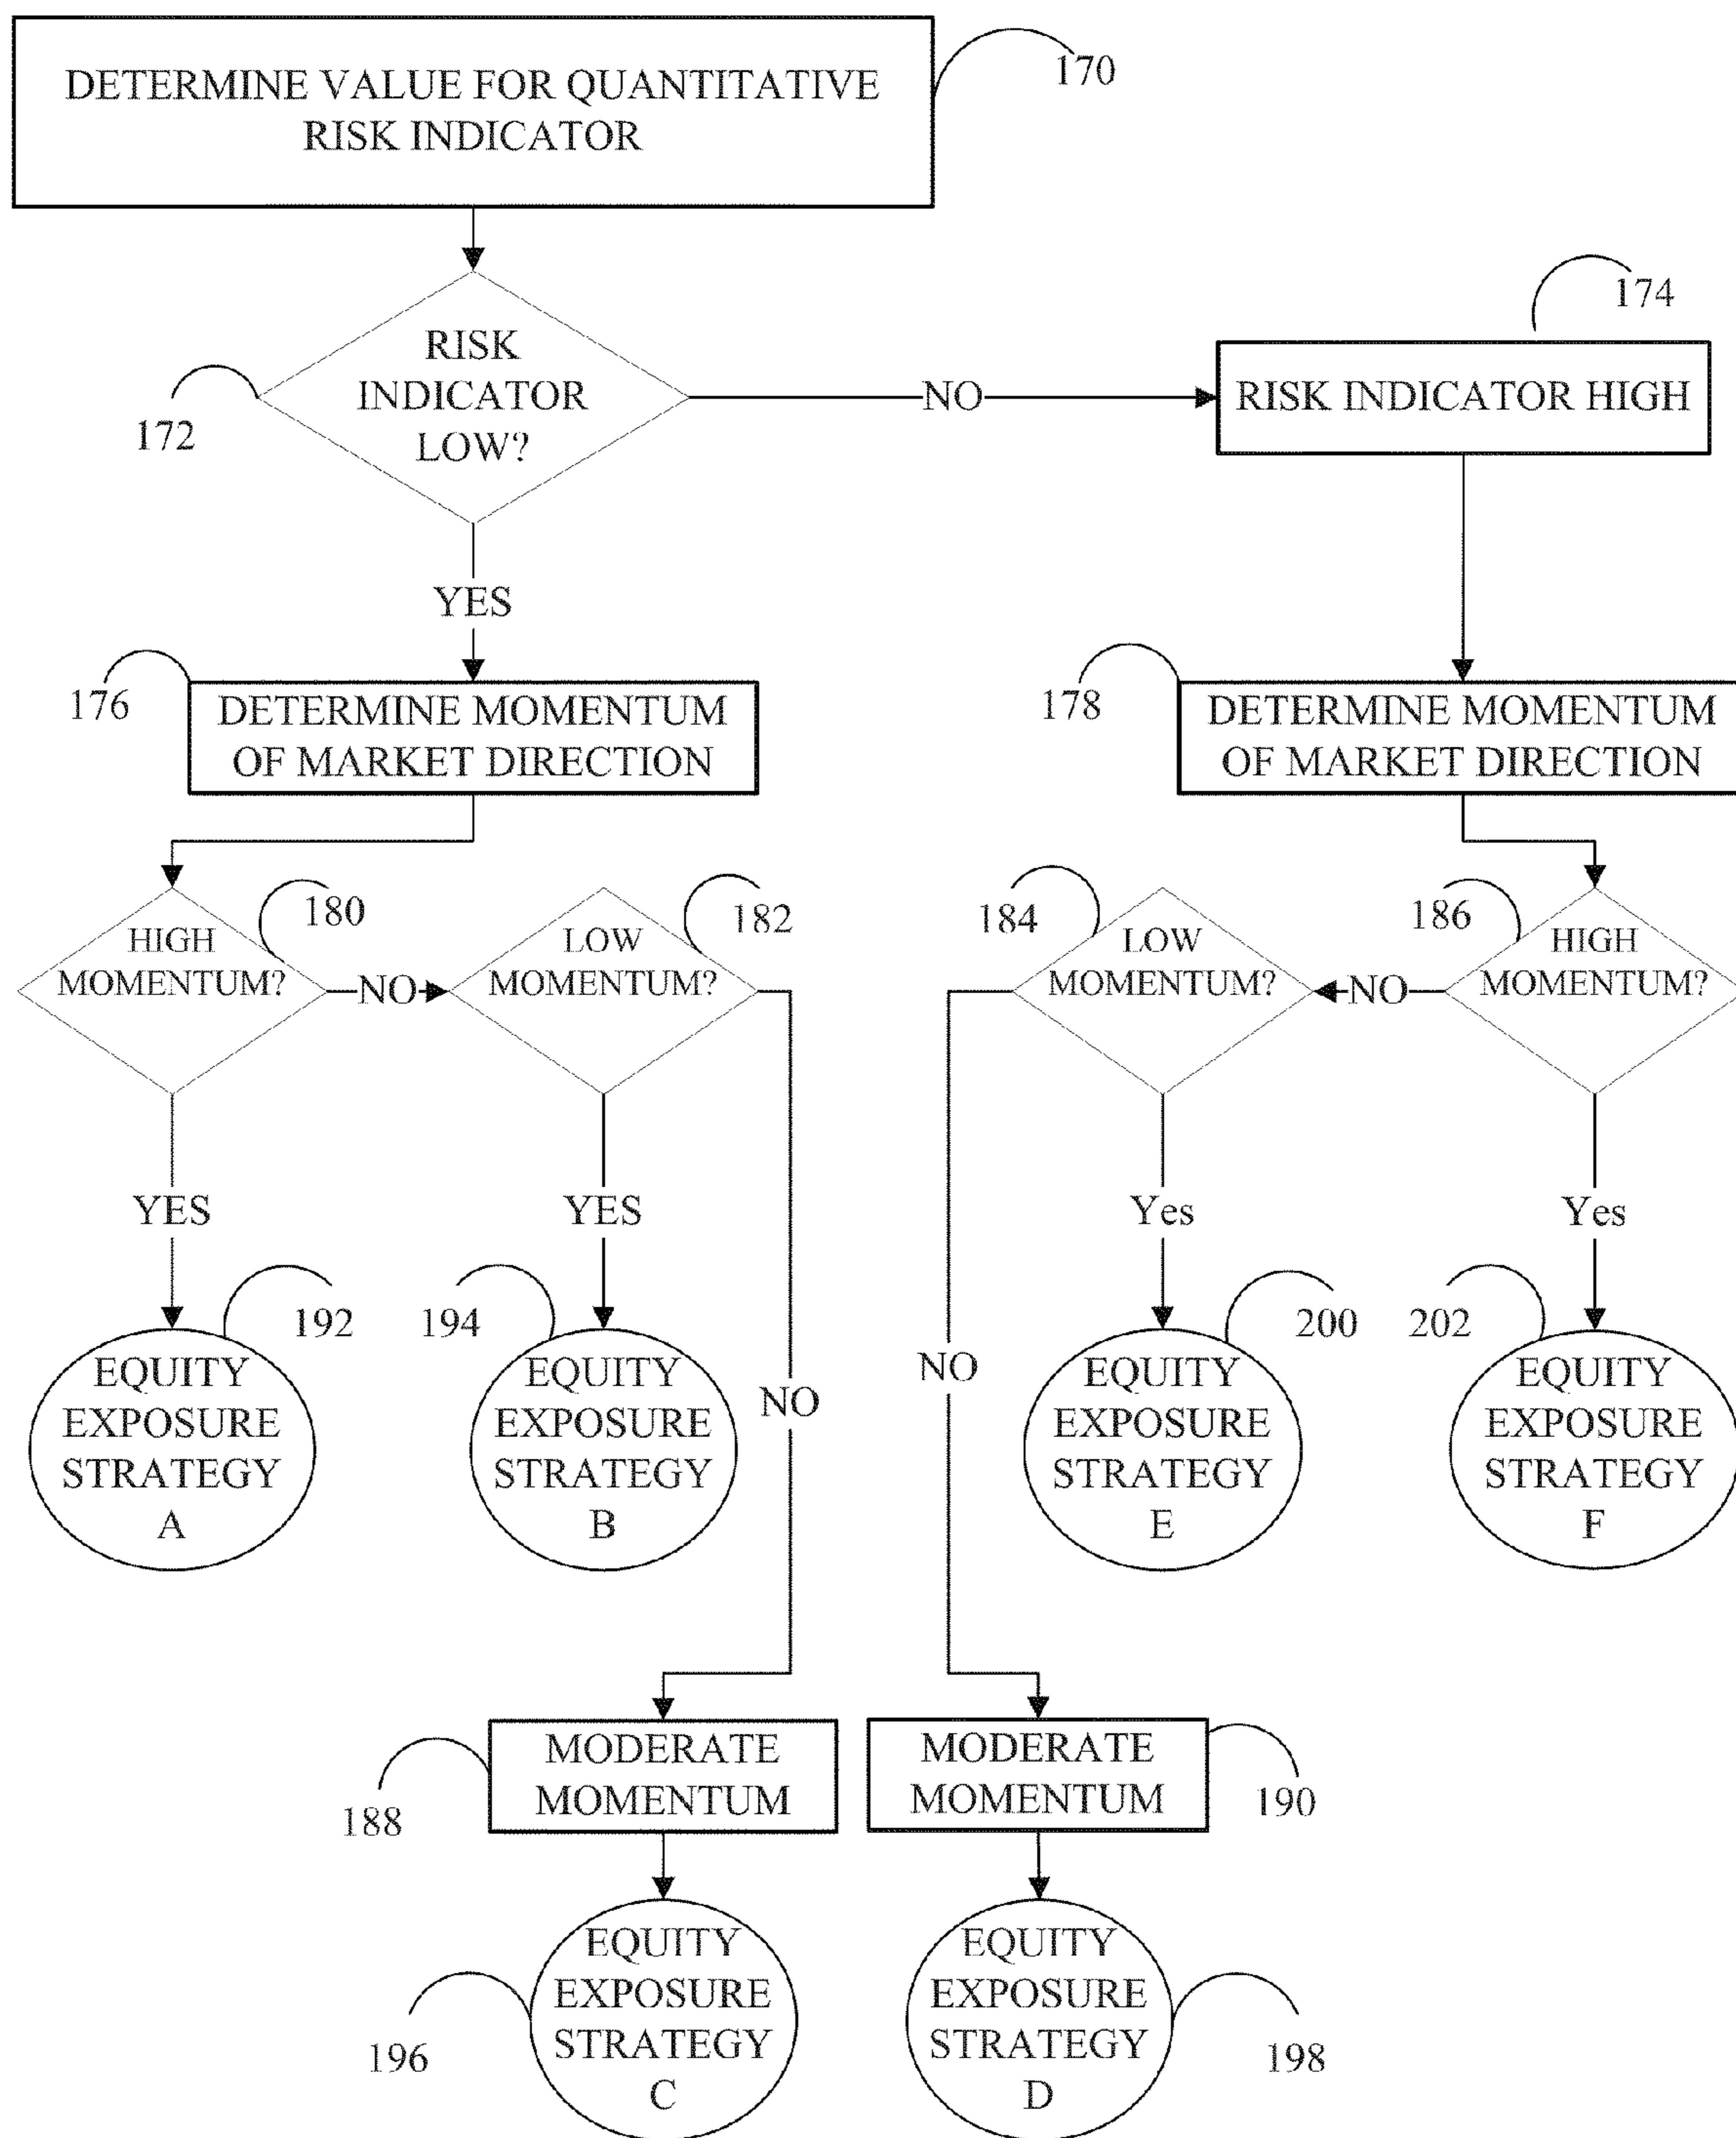 DETERMINE VALUE FOR QUANTITATIVE
RISK INDICATOR
170
RISK
INDICATOR
LOW?
172
NO
174
RISK INDICATOR HIGH
YES
176
DETERMINE MOMENTUM
OF MARKET DIRECTION
178
DETERMINE MOMENTUM
OF MARKET DIRECTION
HIGH
MOMENTUM?
180
NO
LOW
MOMENTUM?
182
184
LOW
MOMENTUM?
NO
186
HIGH
MOMENTUM?
YES
YES
Yes
Yes
192
194
200
202
NO
NO
EQUITY
EXPOSURE
STRATEGY
A
EQUITY
EXPOSURE
STRATEGY
B
EQUITY
EXPOSURE
STRATEGY
E
EQUITY
EXPOSURE
STRATEGY
F
MODERATE
MOMENTUM
188
MODERATE
MOMENTUM
190
EQUITY
EXPOSURE
STRATEGY
C
196
EQUITY
EXPOSURE
STRATEGY
D
198